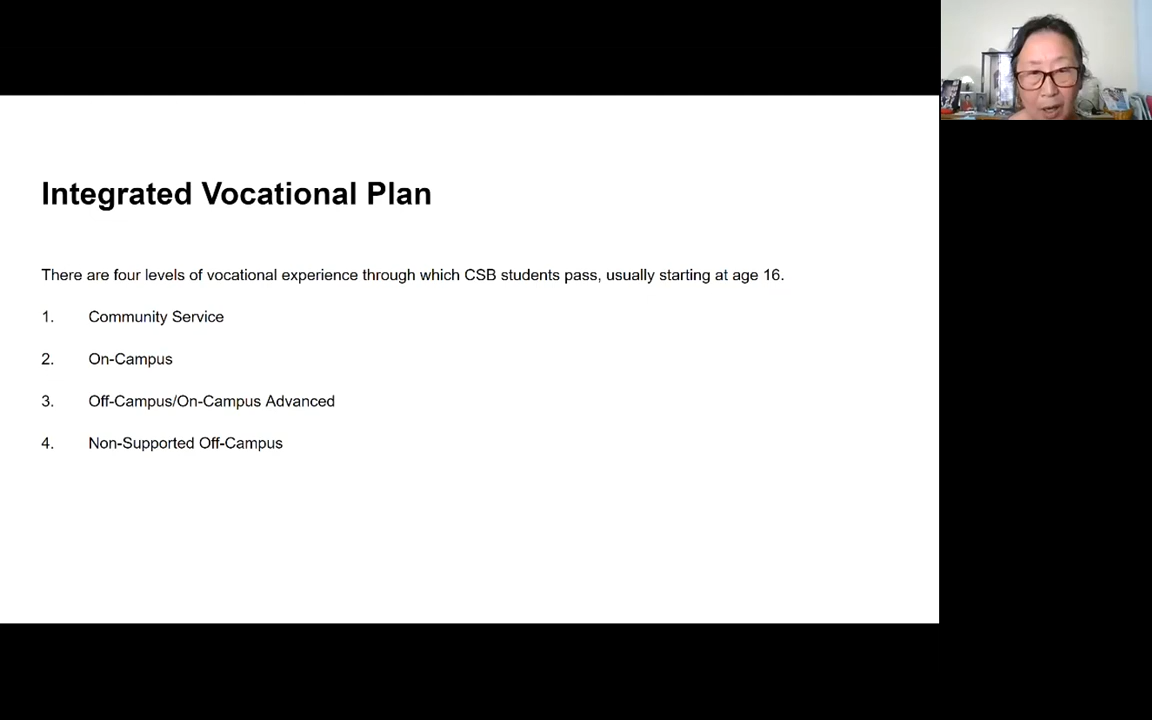 Integrated Vocational Plan
There are four levels of vocational experience through which CSB students pass, usually starting at age 16.
1. Community Service
2. On-Campus
3. Off-Campus/On-Campus Advanced
4. Non-Supported Off-Campus